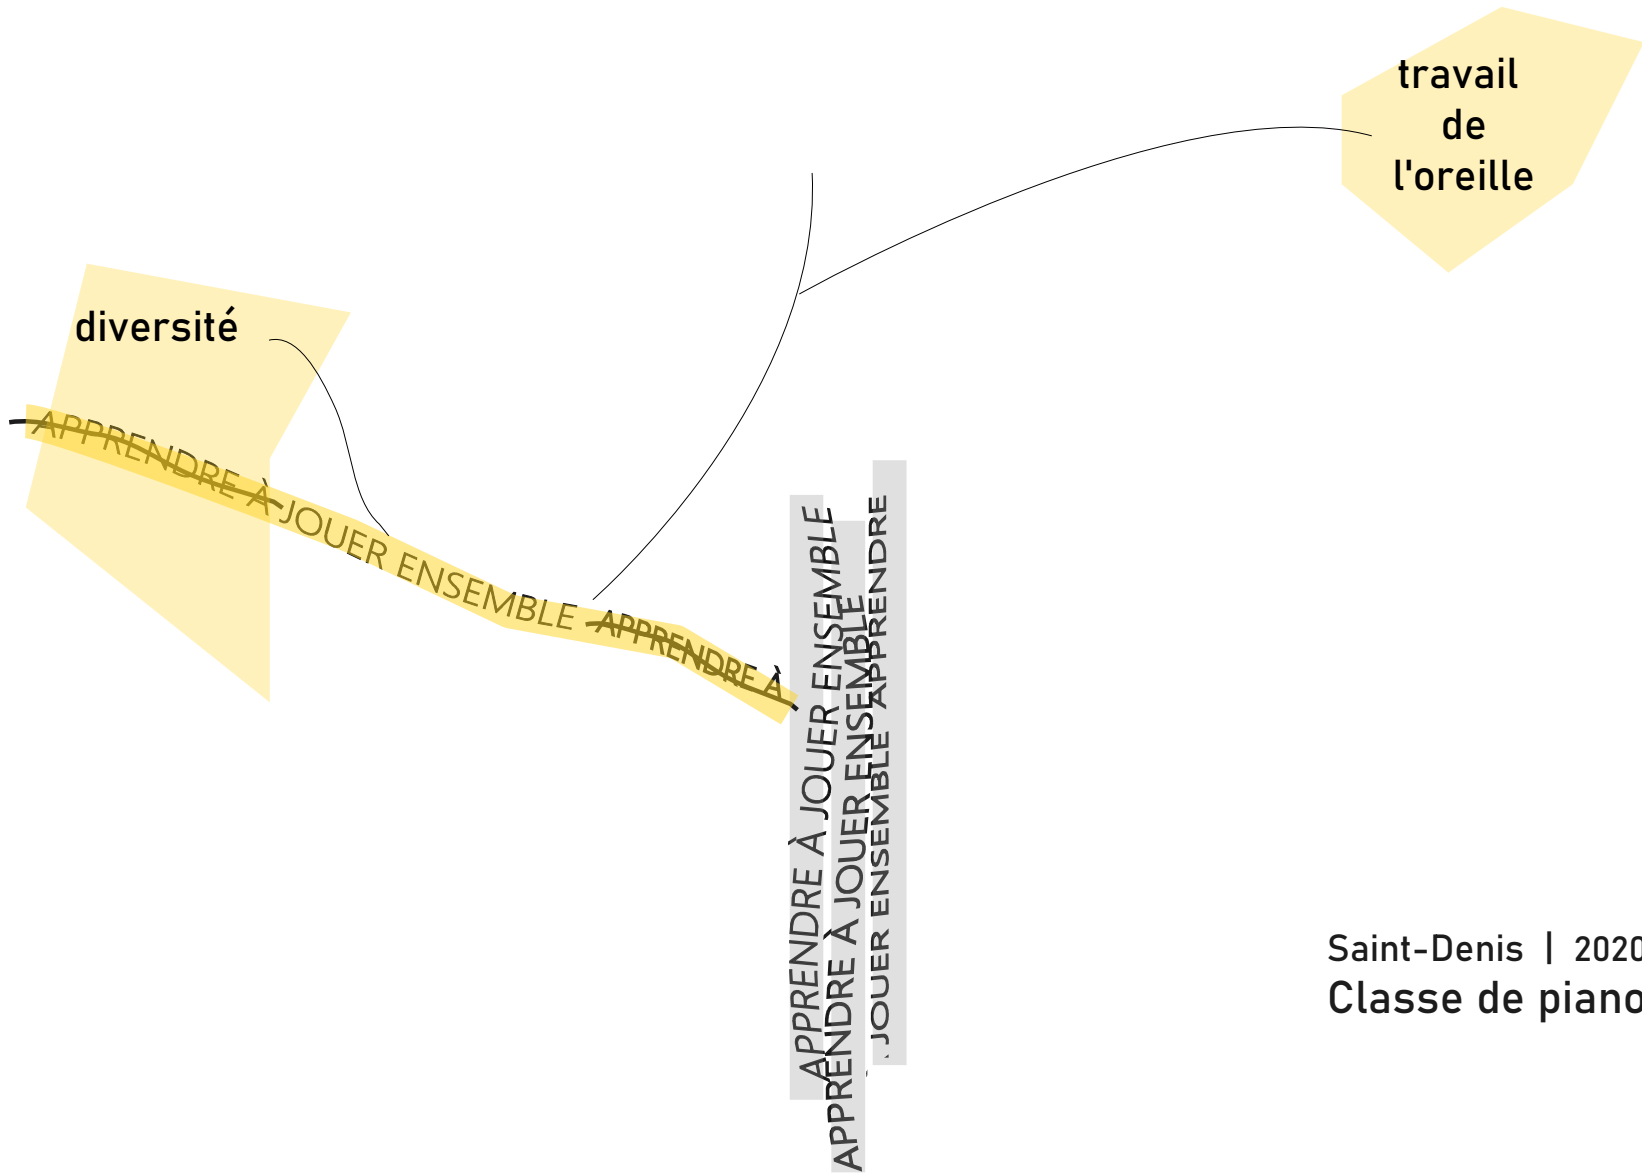 travail
de
l'oreille
diversité
APPRENDRE À JOUER ENSEMBLE APPRENDRE À
APPRENDRE À JOUER ENSEMBLE
APPRENDRE À JOUER ENSEMBLE
JOUER ENSEMBLE APPRENDRE
Saint-Denis | 2020
Classe de piano